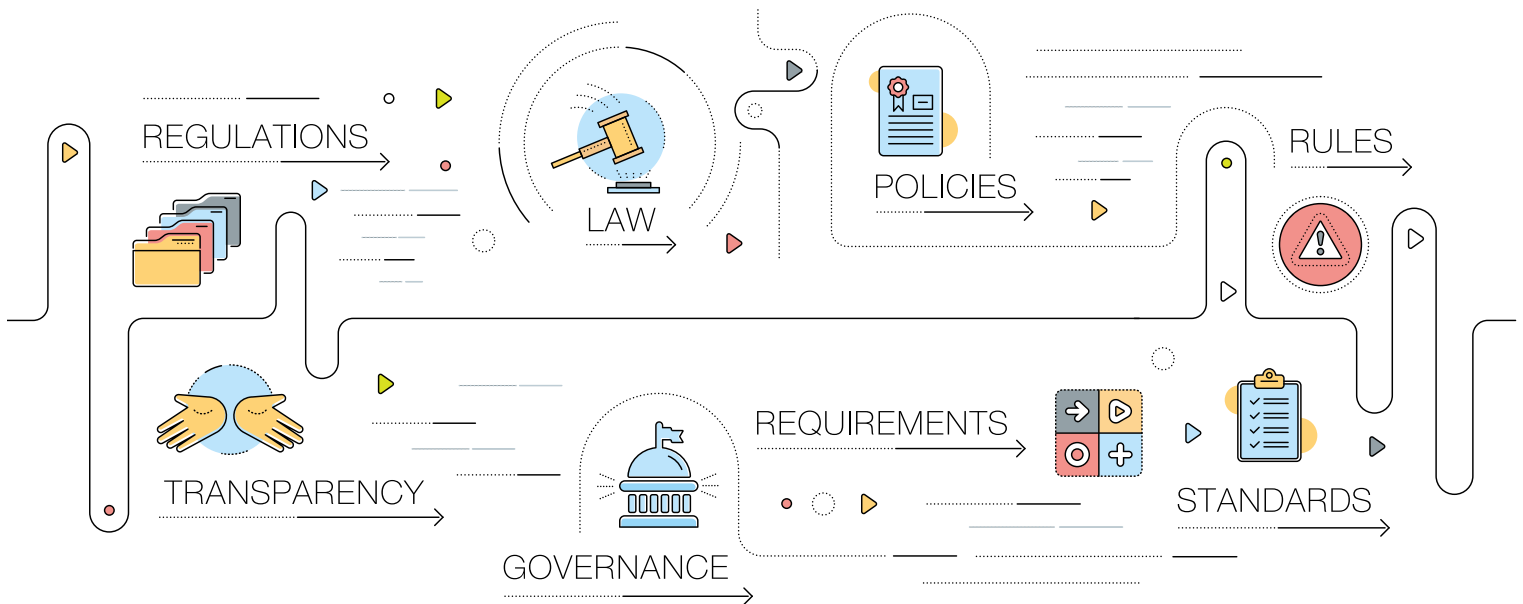 REGULATIONS
LAW
POLICIES
RULES
TRANSPARENCY
GOVERNANCE
REQUIREMENTS
STANDARDS